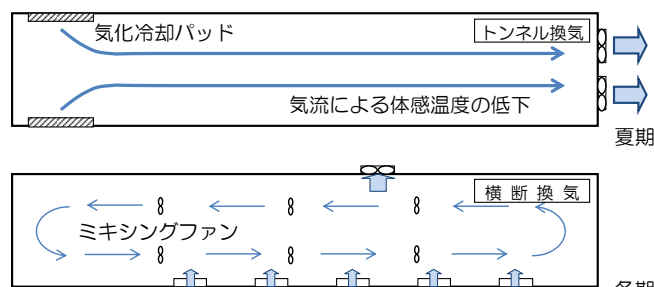 気化冷却パッド
トンネル換気
気流による体感温度の低下
夏期
横断換気
ミキシングファン